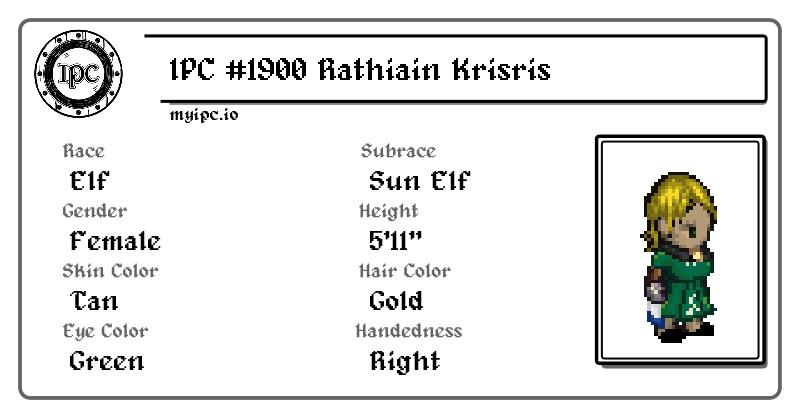 IPC
IPC #1900 Rathiain Krisris
myipc.io
Race
Elf
Subrace
Sun Elf
Gender
Female
Height
5'11"
Skin Color
Tan
Hair Color
Gold
Eye Color
Green
Handedness
Right